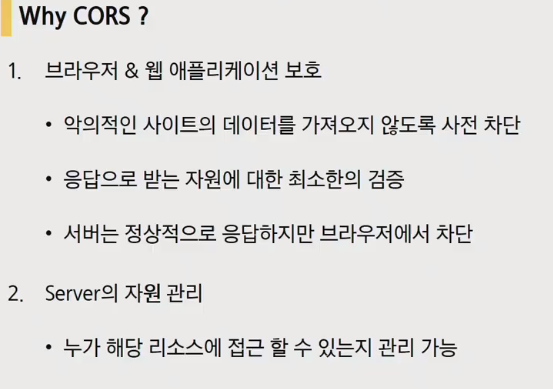 Why CORS ?
1. 브라우저 & 웹 애플리케이션 보호
• 악의적인 사이트의 데이터를 가져오지 않도록 사전 차단
• 응답으로 받는 자원에 대한 최소한의 검증
• 서버는 정상적으로 응답하지만 브라우저에서 차단
2. Server의 자원 관리
• 누가 해당 리소스에 접근 할 수 있는지 관리 가능